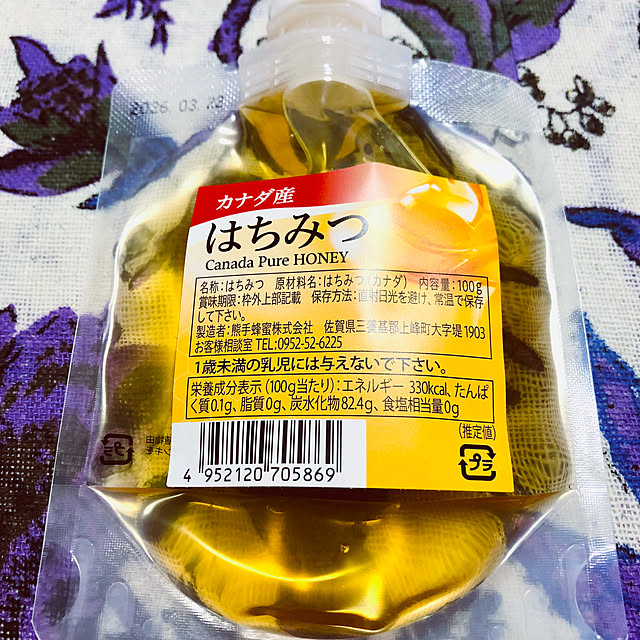 2026 03.28
カナダ産
はちみつ
Canada Pure HONEY
名称：はちみつ 原材料名：はちみつ（カナダ） 内容量：100g
賞味期限：枠外上部記載 保存方法：直射日光を避け、常温で保存
して下さい。
製造者：熊手蜂蜜株式会社 佐賀県三養基郡上峰町大字堤1903
お客様相談室 TEL：0952-52-6225
1歳未満の乳児には与えないで下さい。
栄養成分表示（100g当たり）：エネルギー 330kcal、たんぱ
く質0.1g、脂質0g、炭水化物82.4g、食塩相当量0g
（推定値）
プラ
4 952120 705869